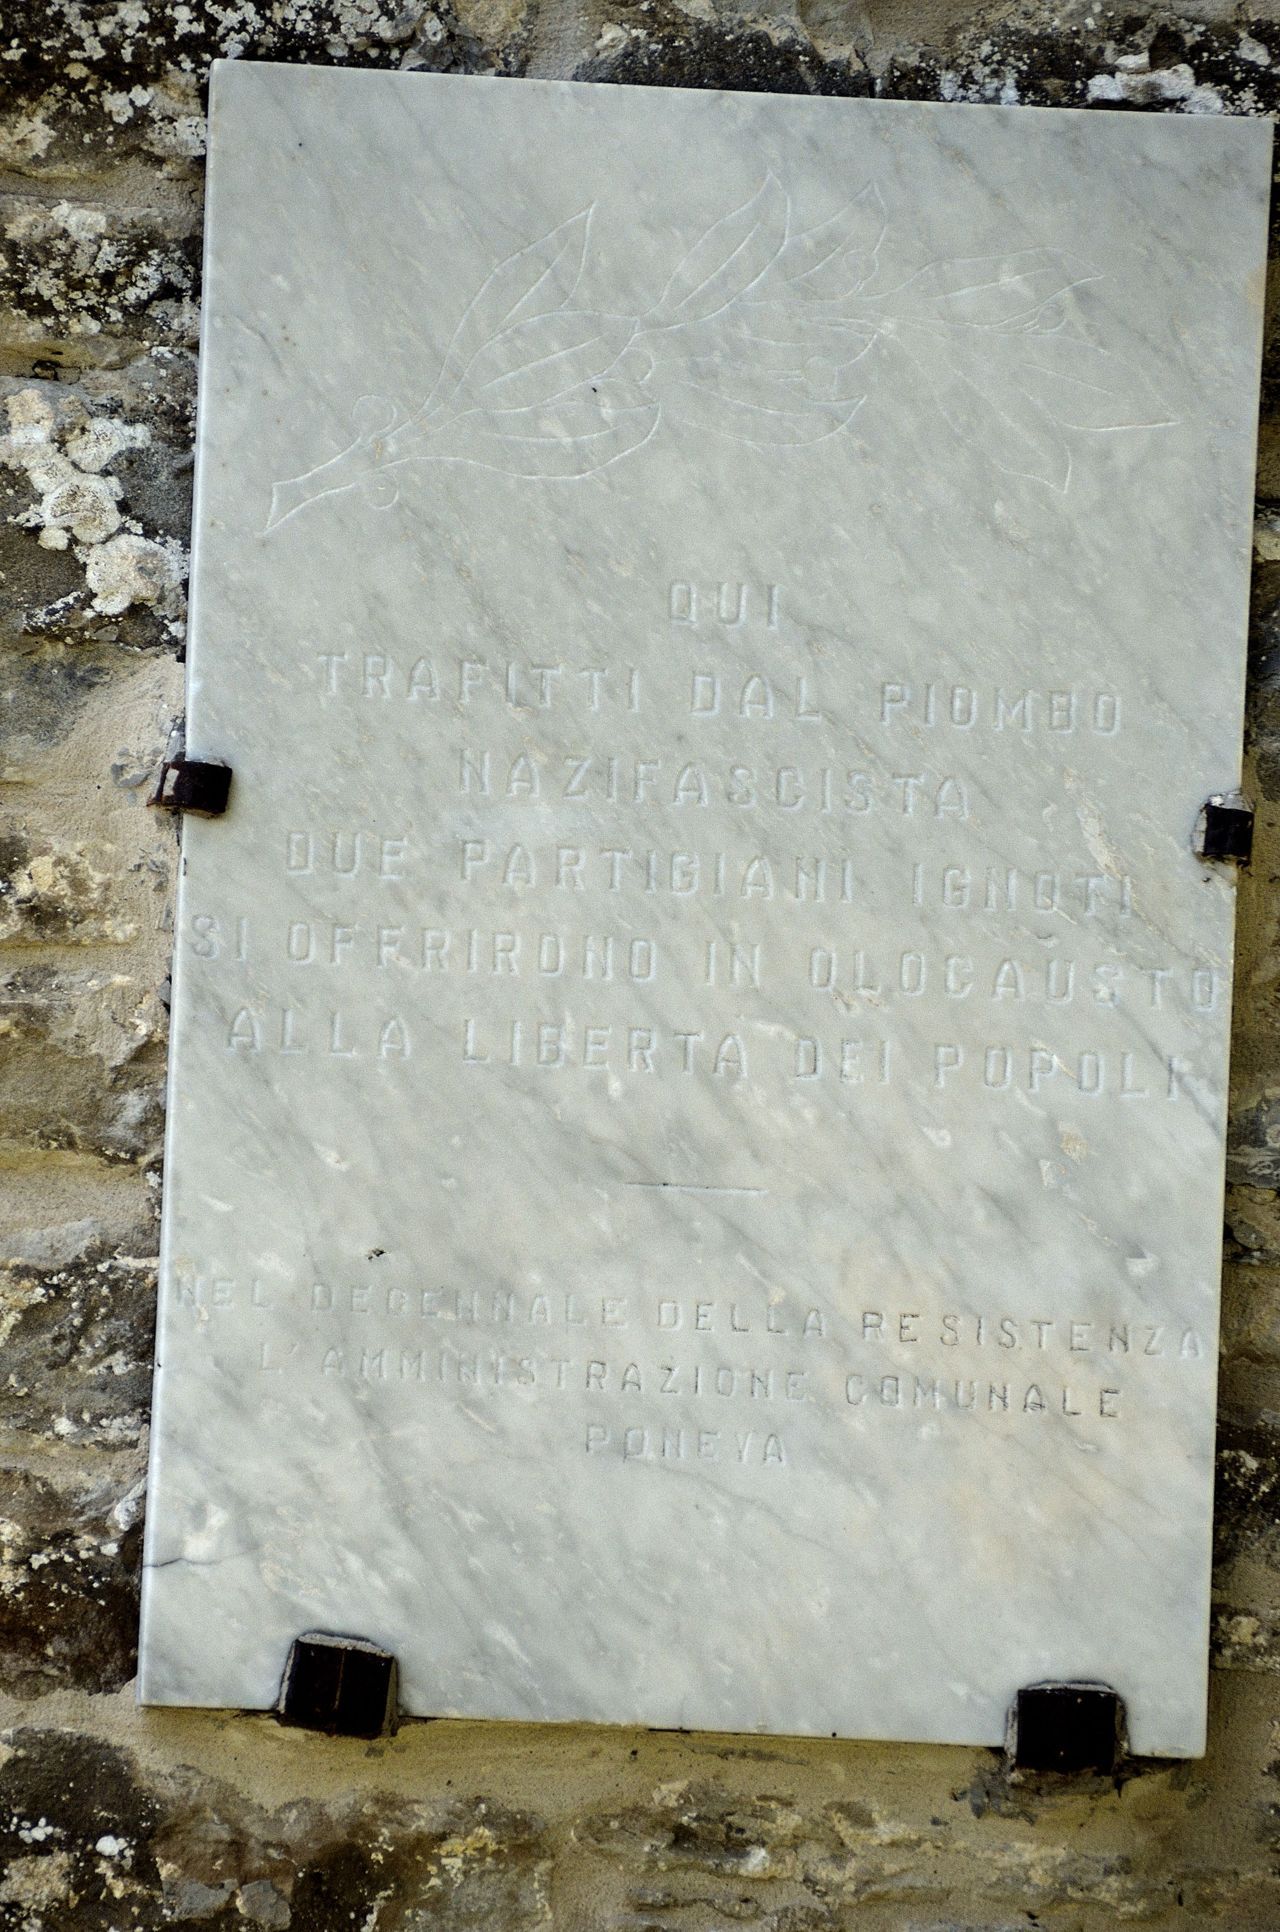 QUI
TRAFITTI DAL PIOMBO
NAZIFASCISTA
DUE PARTIGIANI IGNOTI
SI OFFRIRONO IN OLOCAUSTO
ALLA LIBERTA DEI POPOLI
NEL DECENNALE DELLA RESISTENZA
L'AMMINISTRAZIONE COMUNALE
PONEVA